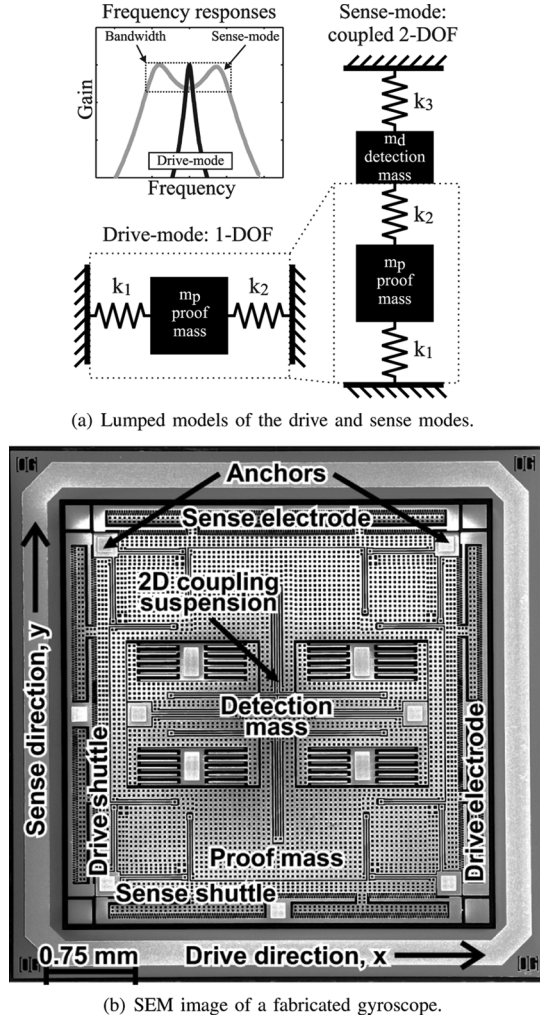 Frequency responses
Bandwidth
Sense-mode
Gain
Drive-mode
Frequency
Sense-mode:
coupled 2-DOF
k3
md
detection
mass
k2
mp
proof
mass
k1
Drive-mode: 1-DOF
k1
mp
proof
mass
k2
(a) Lumped models of the drive and sense modes.
Anchors
Sense electrode
2D coupling
suspension
Detection
mass
Sense direction, y
Drive shuttle
Drive electrode
Proof mass
Sense shuttle
0.75 mm
Drive direction, x
(b) SEM image of a fabricated gyroscope.